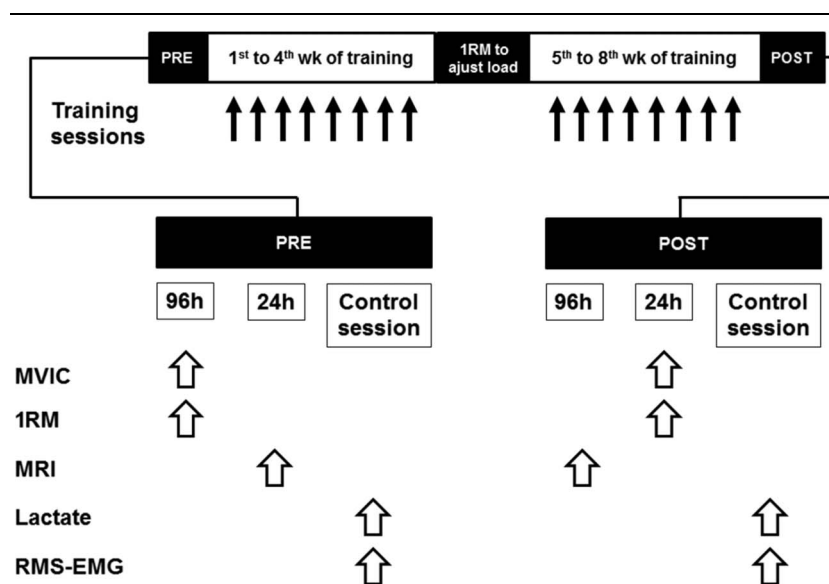 PRE
1st to 4th wk of training
1RM to
ajust load
5th to 8th wk of training
POST
Training
sessions
PRE
POST
96h
24h
Control
session
96h
24h
Control
session
MVIC
1RM
MRI
Lactate
RMS-EMG